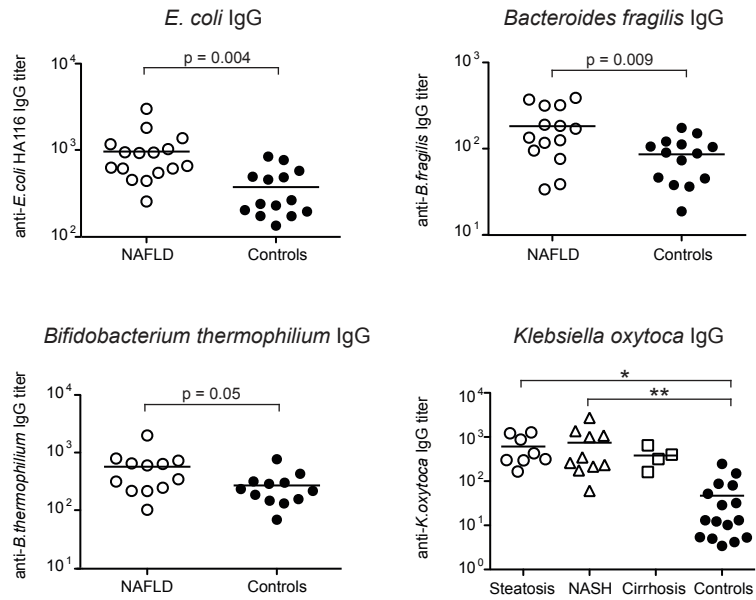 E. coli IgG
p = 0.004
anti-E.coli HA116 IgG titer
10⁴
10³
10²
NAFLD Controls
Bacteroides fragilis IgG
p = 0.009
anti-B.fragilis IgG titer
10³
10²
10¹
NAFLD Controls
Bifidobacterium thermophilium IgG
p = 0.05
anti-B.thermophilium IgG titer
10⁴
10³
10²
10¹
NAFLD Controls
Klebsiella oxytoca IgG
*
**
anti-K.oxytoca IgG titer
10⁴
10³
10²
10¹
10⁰
Steatosis NASH Cirrhosis Controls